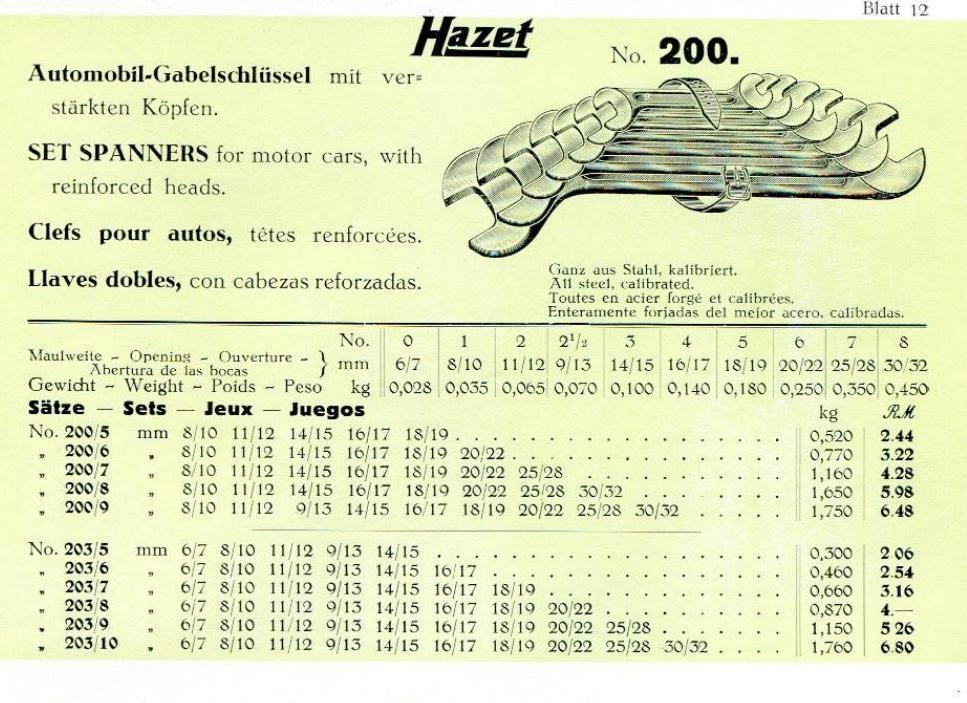 Blatt 12
Hazet
No. 200.
Automobil-Gabelschlüssel mit ver=
stärkten Köpfen.
SET SPANNERS for motor cars, with
reinforced heads.
Clefs pour autos, têtes renforcées.
Llaves dobles, con cabezas reforzadas.
Ganz aus Stahl, kalibriert.
All steel, calibrated.
Toutes en acier forgé et calibrées.
Enteramente forjadas del mejor acero, calibradas.
No. 0 1 2 2½ 3 4 5 6 7 8
Maulweite - Opening - Ouverture - Abertura de las bocas } mm 6/7 8/10 11/12 9/13 14/15 16/17 18/19 20/22 25/28 30/32
Gewicht - Weight - Poids - Peso kg 0,028 0,035 0,065 0,070 0,100 0,140 0,180 0,250 0,350 0,450
Sätze — Sets — Jeux — Juegos kg RM
No. 200/5 mm 8/10 11/12 14/15 16/17 18/19 . . . . . . . . . . . . . . . . . 0,520 2.44
„ 200/6 „ 8/10 11/12 14/15 16/17 18/19 20/22 . . . . . . . . . . . . . . 0,770 3.22
„ 200/7 „ 8/10 11/12 14/15 16/17 18/19 20/22 25/28 . . . . . . . . . . . 1,160 4.28
„ 200/8 „ 8/10 11/12 14/15 16/17 18/19 20/22 25/28 30/32 . . . . . . . . 1,650 5.98
„ 200/9 „ 8/10 11/12 9/13 14/15 16/17 18/19 20/22 25/28 30/32 . . . . . 1,750 6.48
No. 203/5 mm 6/7 8/10 11/12 9/13 14/15 . . . . . . . . . . . . . . . . . . 0,300 2 06
„ 203/6 „ 6/7 8/10 11/12 9/13 14/15 16/17 . . . . . . . . . . . . . . . 0,460 2.54
„ 203/7 „ 6/7 8/10 11/12 9/13 14/15 16/17 18/19 . . . . . . . . . . . . 0,660 3.16
„ 203/8 „ 6/7 8/10 11/12 9/13 14/15 16/17 18/19 20/22 . . . . . . . . . 0,870 4.—
„ 203/9 „ 6/7 8/10 11/12 9/13 14/15 16/17 18/19 20/22 25/28 . . . . . . 1,150 5 26
„ 203/10 „ 6/7 8/10 11/12 9/13 14/15 16/17 18/19 20/22 25/28 30/32 . . . . 1,760 6.80